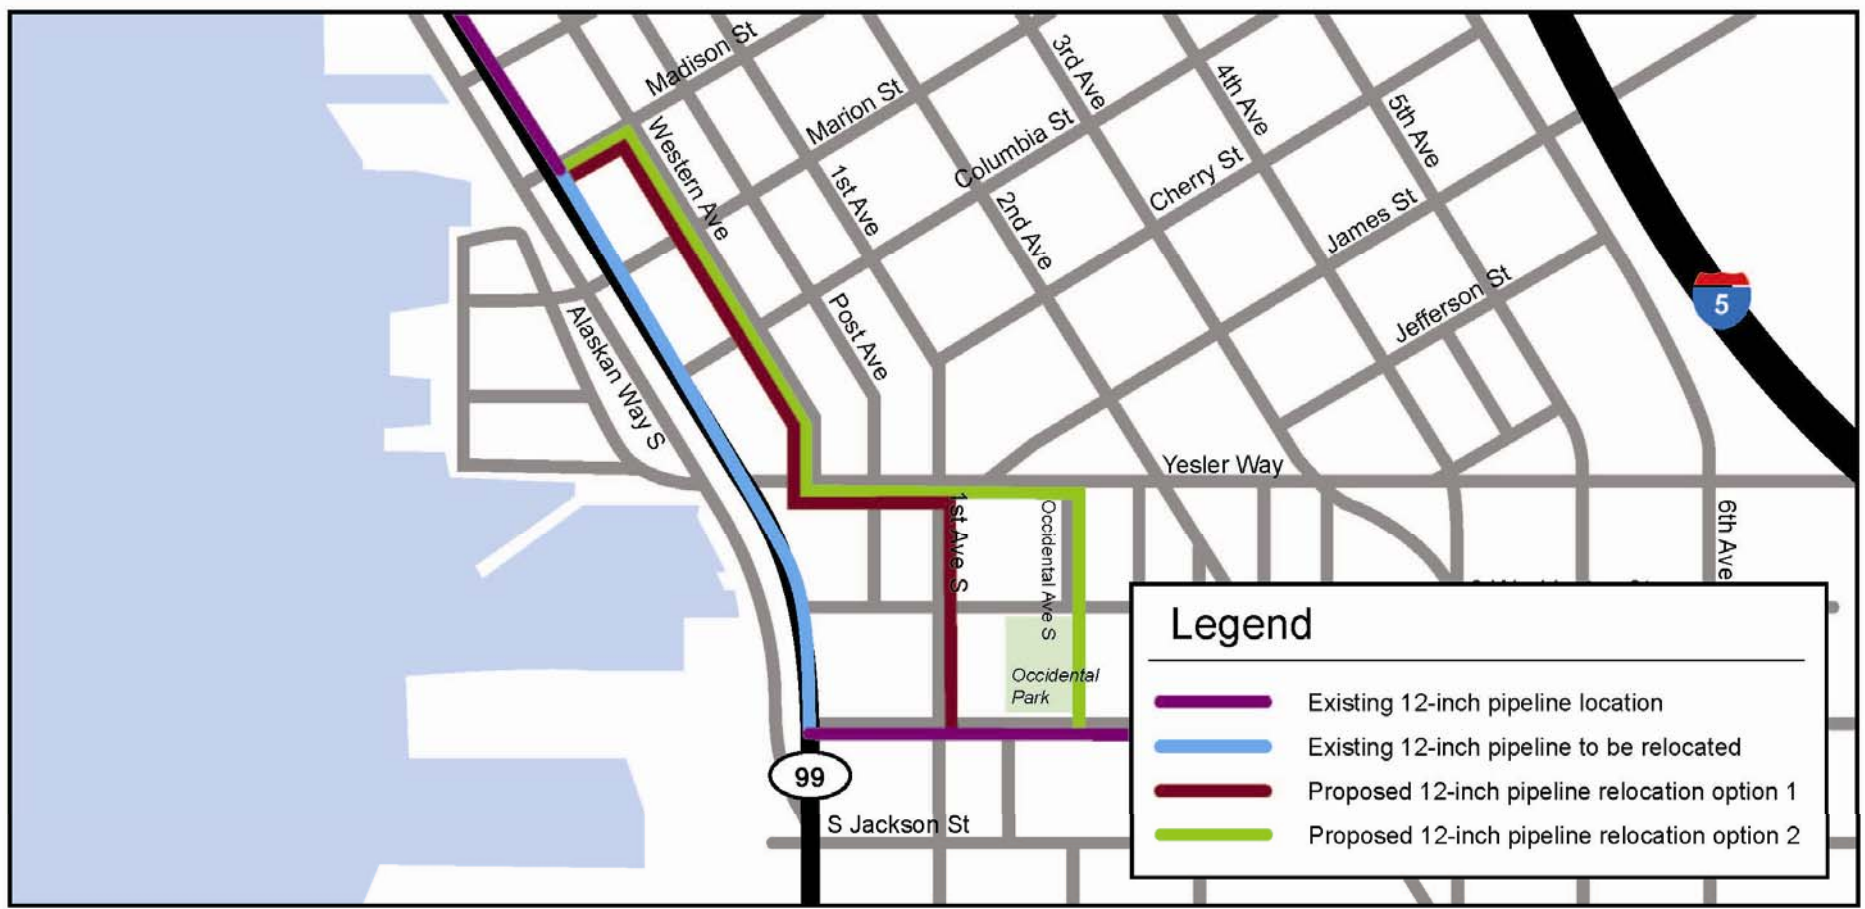 Madison St
Marion St
3rd Ave
4th Ave
5th Ave
Western Ave
1st Ave
Columbia St
2nd Ave
Cherry St
James St
Jefferson St
5
Alaskan Way S
Post Ave
Yesler Way
1st Ave S
Occidental Ave S
6th Ave
Occidental
Park
99
S Jackson St
Legend
Existing 12-inch pipeline location
Existing 12-inch pipeline to be relocated
Proposed 12-inch pipeline relocation option 1
Proposed 12-inch pipeline relocation option 2